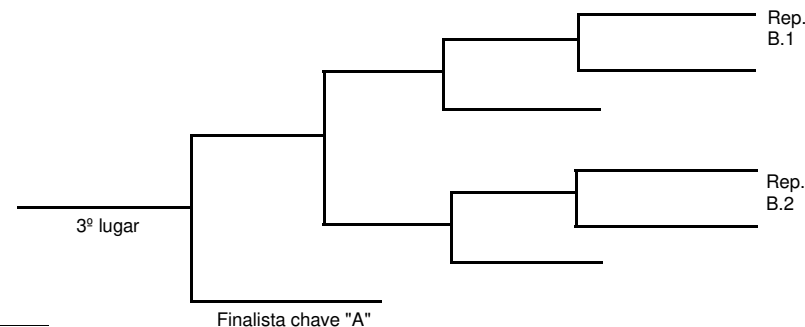 Rep.
B.1
Rep.
B.2
3º lugar
Finalista chave "A"